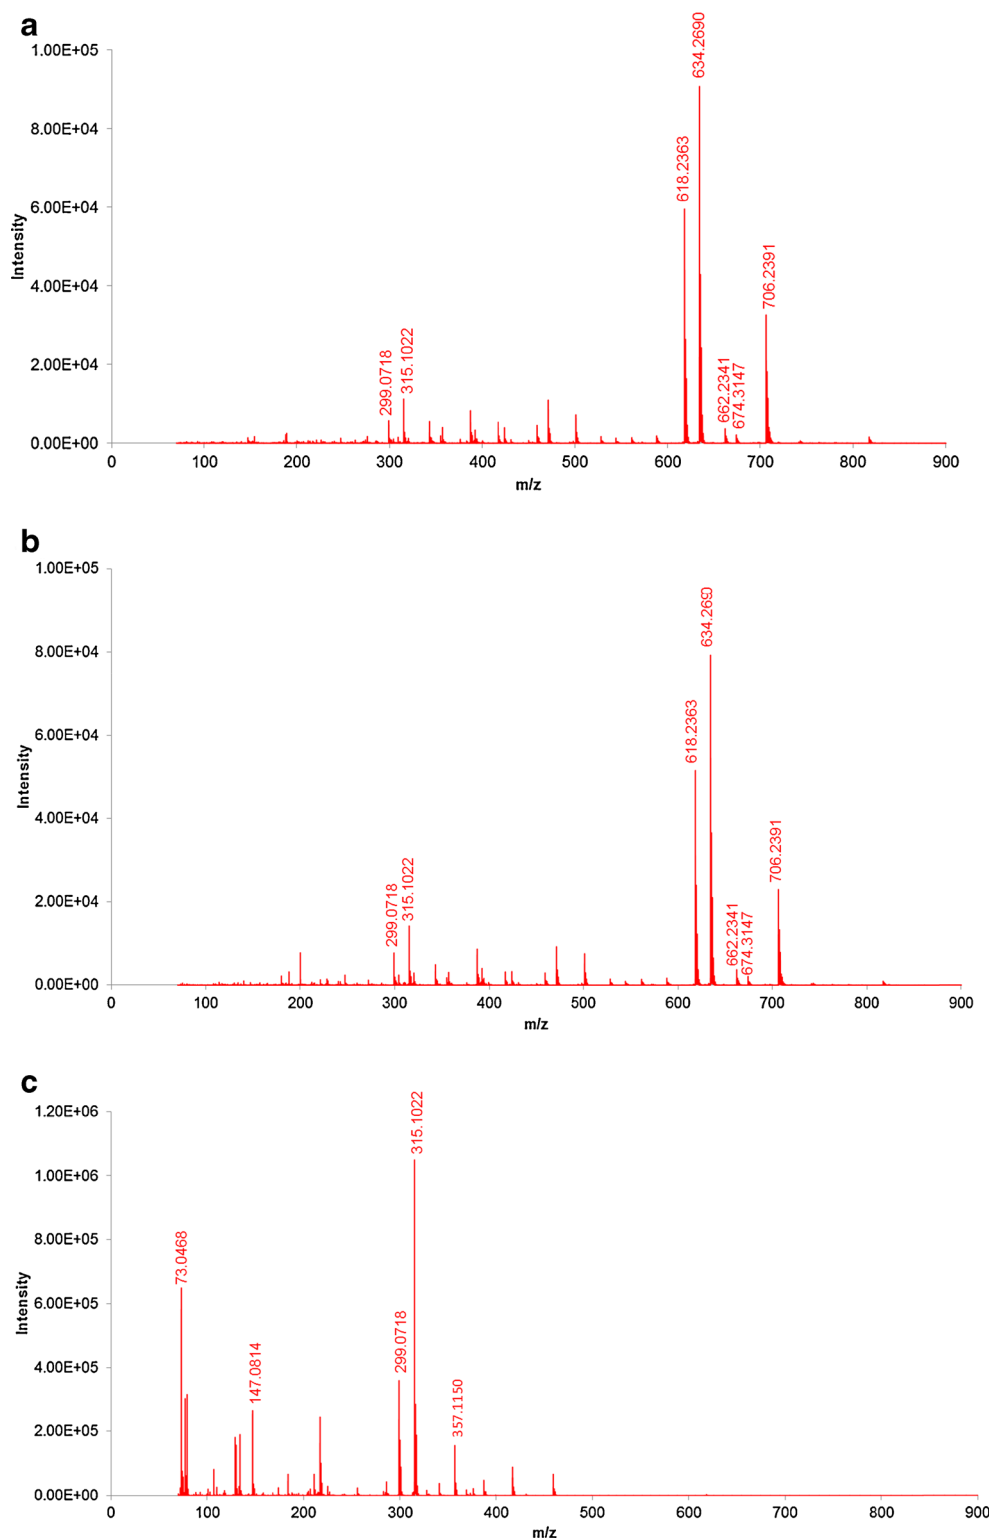 a
1.00E+05
8.00E+04
6.00E+04
4.00E+04
2.00E+04
0.00E+00
Intensity
299.0718
315.1022
618.2363
634.2690
662.2341
674.3147
706.2391
0 100 200 300 400 500 600 700 800 900
m/z
b
1.00E+05
8.00E+04
6.00E+04
4.00E+04
2.00E+04
0.00E+00
Intensity
299.0718
315.1022
618.2363
634.2690
662.2341
674.3147
706.2391
0 100 200 300 400 500 600 700 800 900
m/z
c
1.20E+06
1.00E+06
8.00E+05
6.00E+05
4.00E+05
2.00E+05
0.00E+00
Intensity
73.0468
147.0814
299.0718
315.1022
357.1150
0 100 200 300 400 500 600 700 800 900
m/z